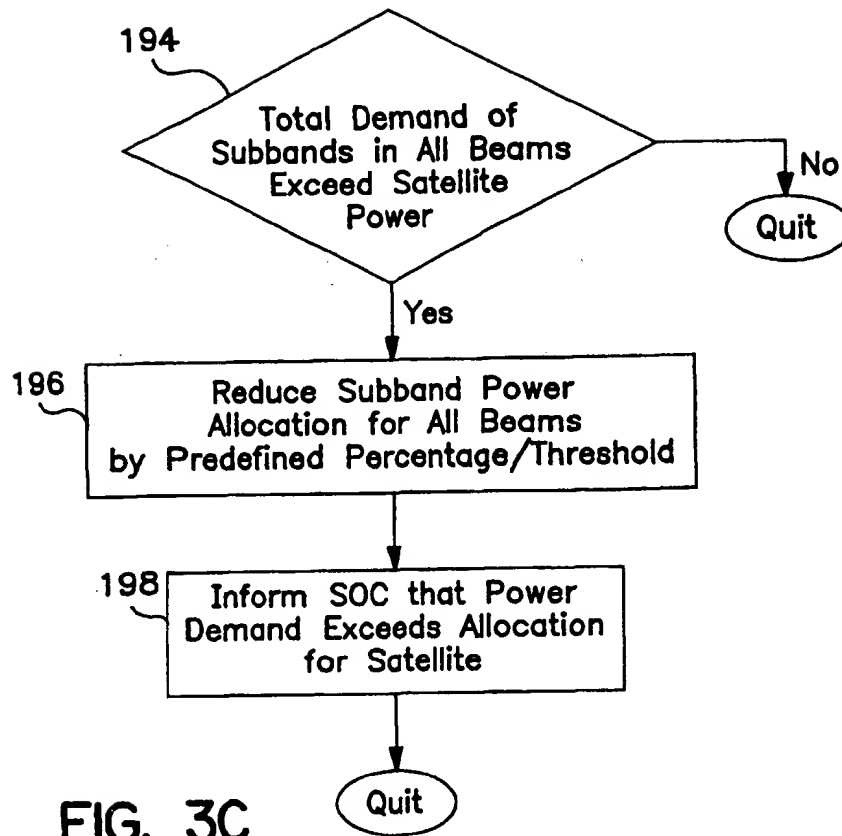 194
Total Demand of
Subbands in All Beams
Exceed Satellite
Power
No
Quit
Yes
196
Reduce Subband Power
Allocation for All Beams
by Predefined Percentage/Threshold
198
Inform SOC that Power
Demand Exceeds Allocation
for Satellite
Quit
FIG. 3C